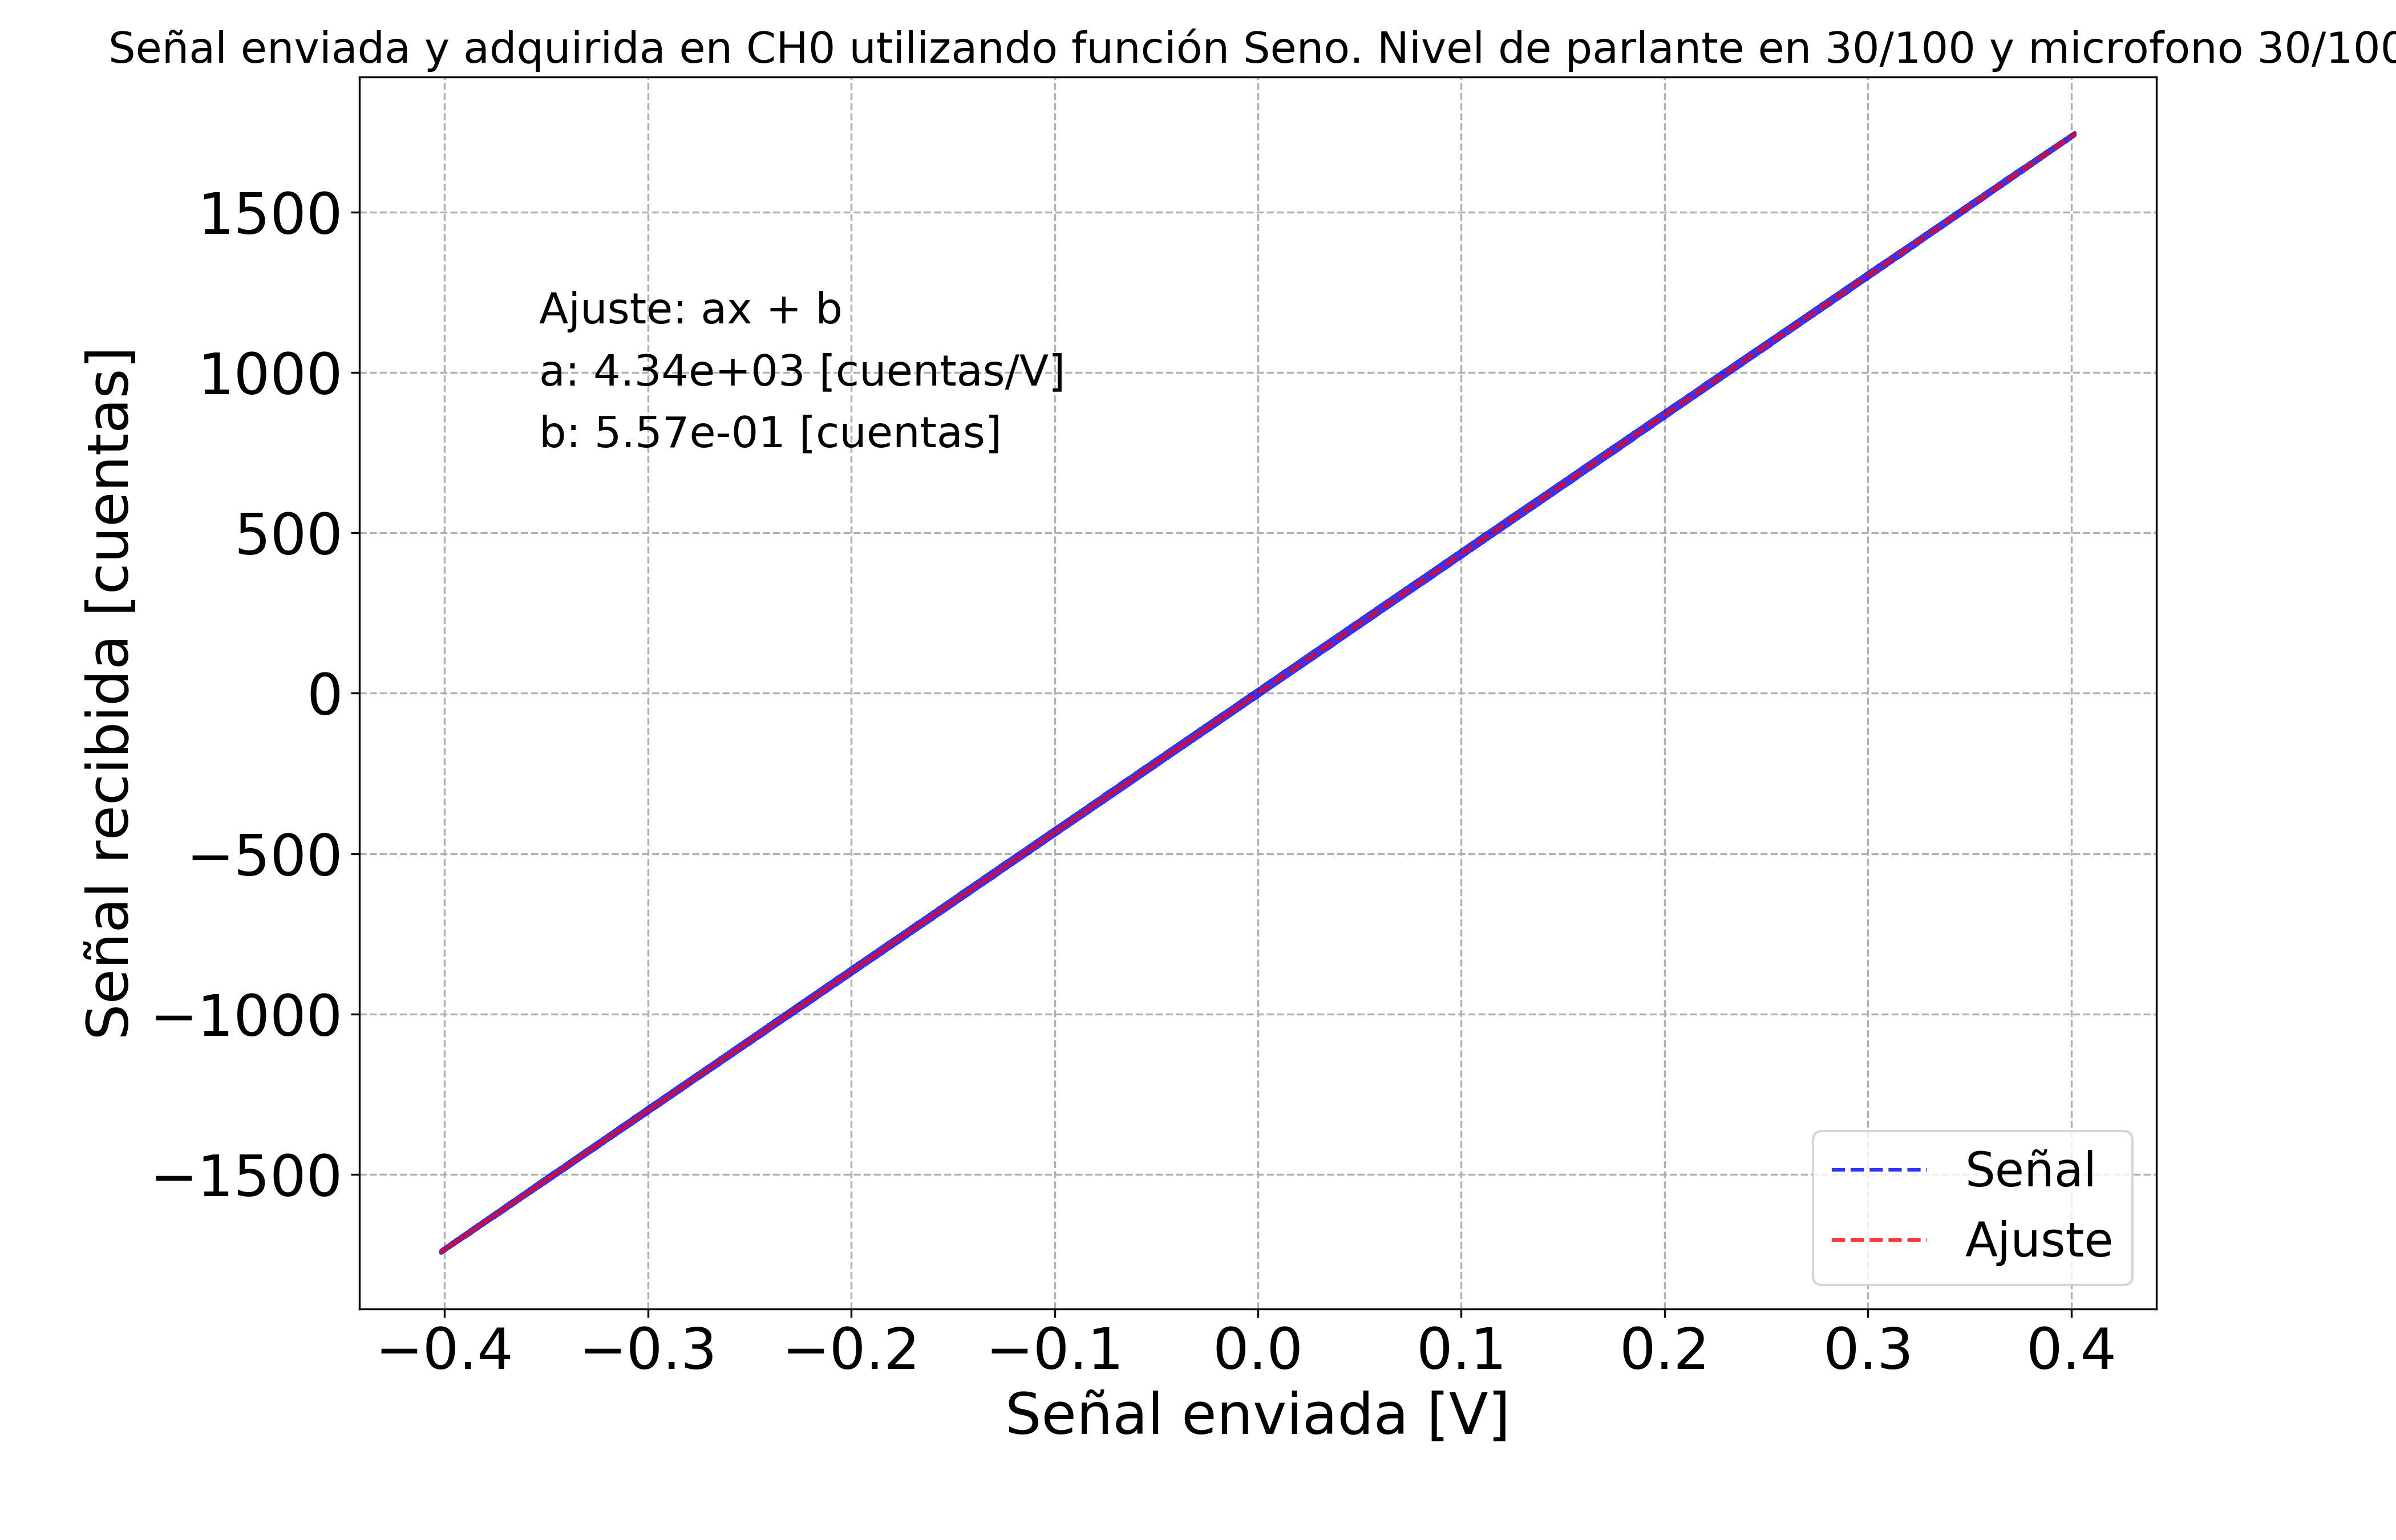 Señal enviada y adquirida en CH0 utilizando función Seno. Nivel de parlante en 30/100 y microfono 30/100
Señal recibida [cuentas]
1500
1000
500
0
−500
−1000
−1500
Ajuste: ax + b
a: 4.34e+03 [cuentas/V]
b: 5.57e-01 [cuentas]
Señal
Ajuste
−0.4 −0.3 −0.2 −0.1 0.0 0.1 0.2 0.3 0.4
Señal enviada [V]